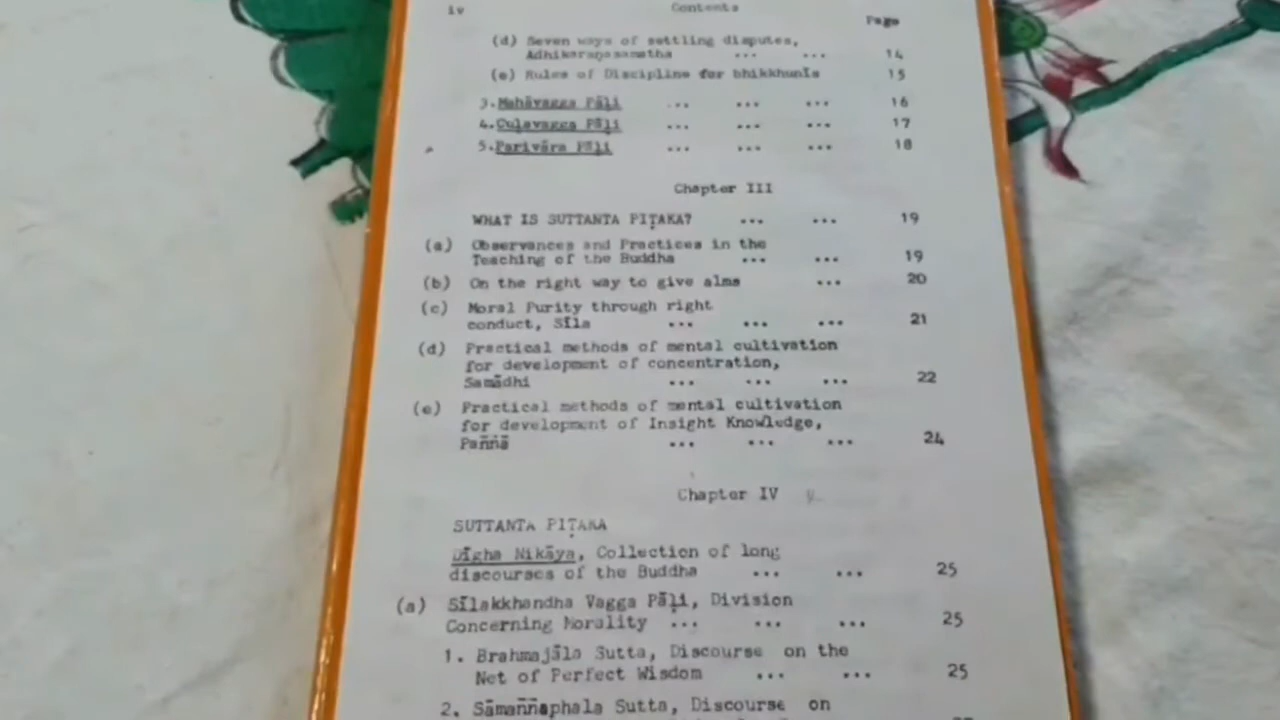 iv Contents
Page
(d) Seven ways of settling disputes,
Adhikaraṇasamatha ... ... 14
(e) Rules of Discipline for bhikkhunīs 15
3. Mahāvagga Pāḷi ... ... ... 16
4. Cuḷavagga Pāḷi ... ... ... 17
5. Parivāra Pāḷi ... ... ... 18
Chapter III
WHAT IS SUTTANTA PIṬAKA? ... ... 19
(a) Observances and Practices in the
Teaching of the Buddha ... ... 19
(b) On the right way to give alms ... 20
(c) Moral Purity through right
conduct, Sīla ... ... ... 21
(d) Practical methods of mental cultivation
for development of concentration,
Samādhi ... ... ... 22
(e) Practical methods of mental cultivation
for development of Insight Knowledge,
Paññā ... ... ... 24
Chapter IV
SUTTANTA PIṬAKA
Dīgha Nikāya, Collection of long
discourses of the Buddha ... ... 25
(a) Sīlakkhandha Vagga Pāḷi, Division
Concerning Morality ... ... ... 25
1. Brahmajāla Sutta, Discourse on the
Net of Perfect Wisdom ... ... 25
2. Sāmaññaphala Sutta, Discourse on